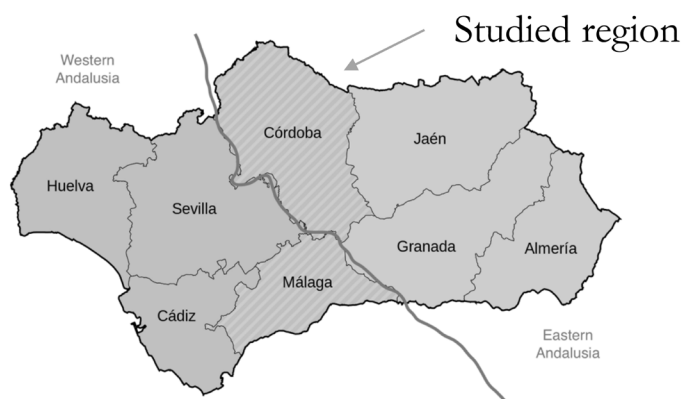 Studied region
Western
Andalusia
Córdoba
Jaén
Huelva
Sevilla
Granada
Almería
Málaga
Cádiz
Eastern
Andalusia